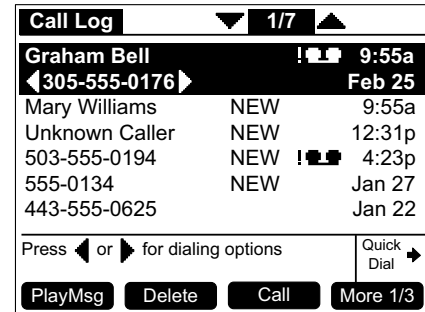 Call Log 1/7
Graham Bell ! 9:55a
305-555-0176 Feb 25
Mary Williams NEW 9:55a
Unknown Caller NEW 12:31p
503-555-0194 NEW ! 4:23p
555-0134 NEW Jan 27
443-555-0625 Jan 22
Press or for dialing options Quick Dial
PlayMsg Delete Call More 1/3